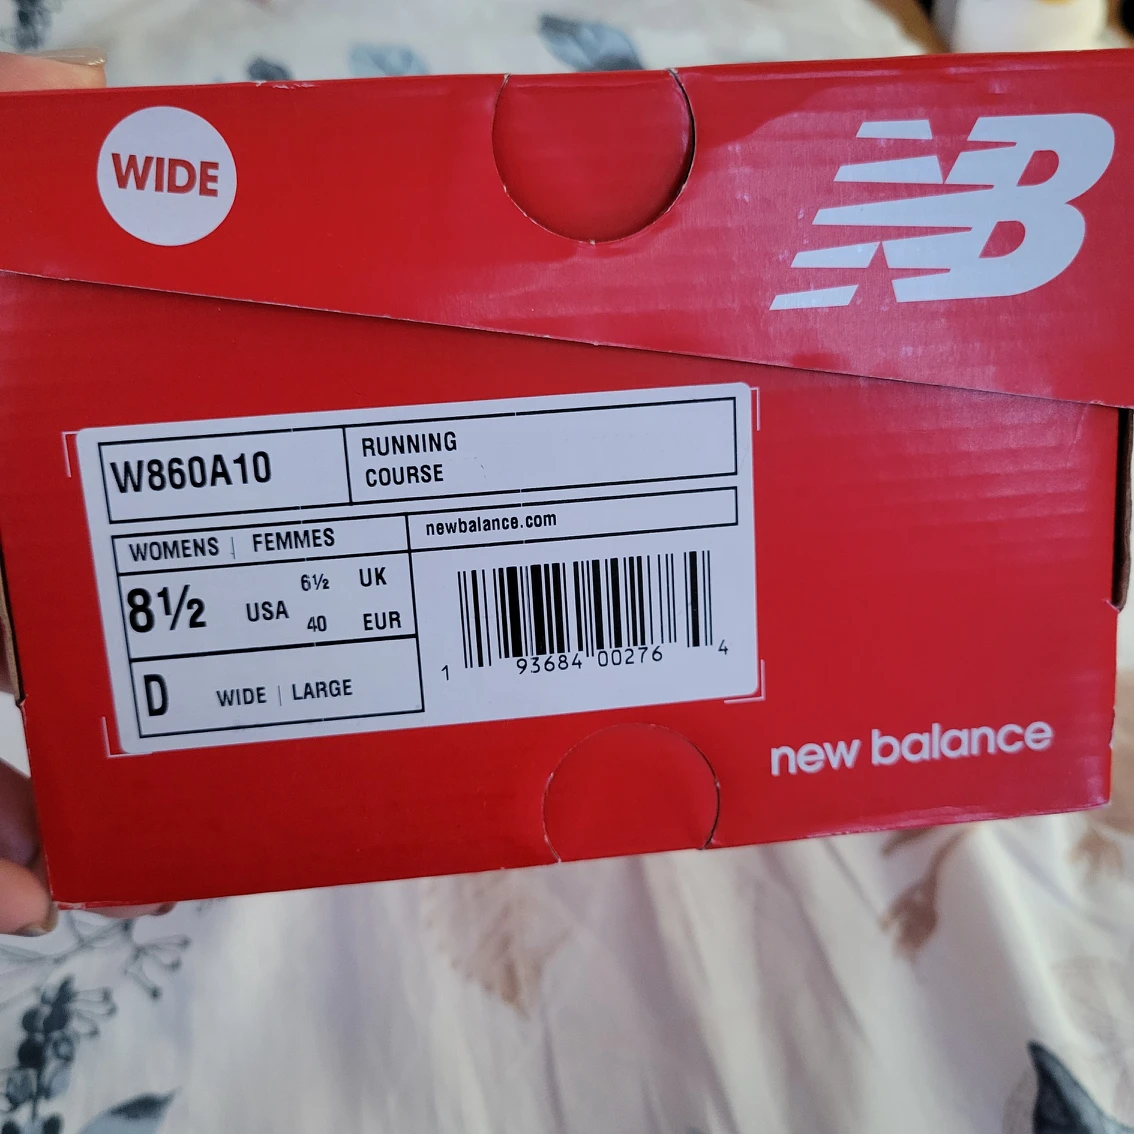 WIDE
NB
W860A10
RUNNING
COURSE
WOMENS | FEMMES
newbalance.com
8½ USA 6½ UK
40 EUR
D WIDE | LARGE
1 93684 00276 4
new balance